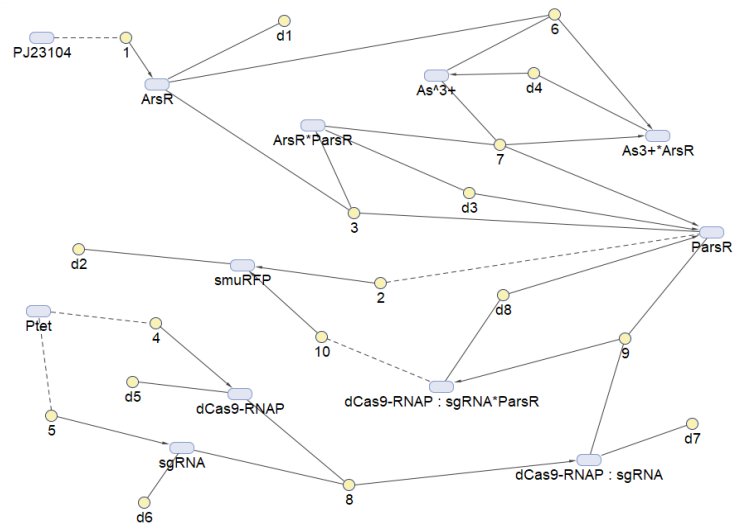 d1
6
PJ23104
1
As^3+
d4
ArsR
ArsR*ParsR
7
As3+*ArsR
d3
3
ParsR
d2
smuRFP
2
d8
Ptet
4
10
9
dCas9-RNAP : sgRNA*ParsR
d5
dCas9-RNAP
5
d7
sgRNA
dCas9-RNAP : sgRNA
8
d6